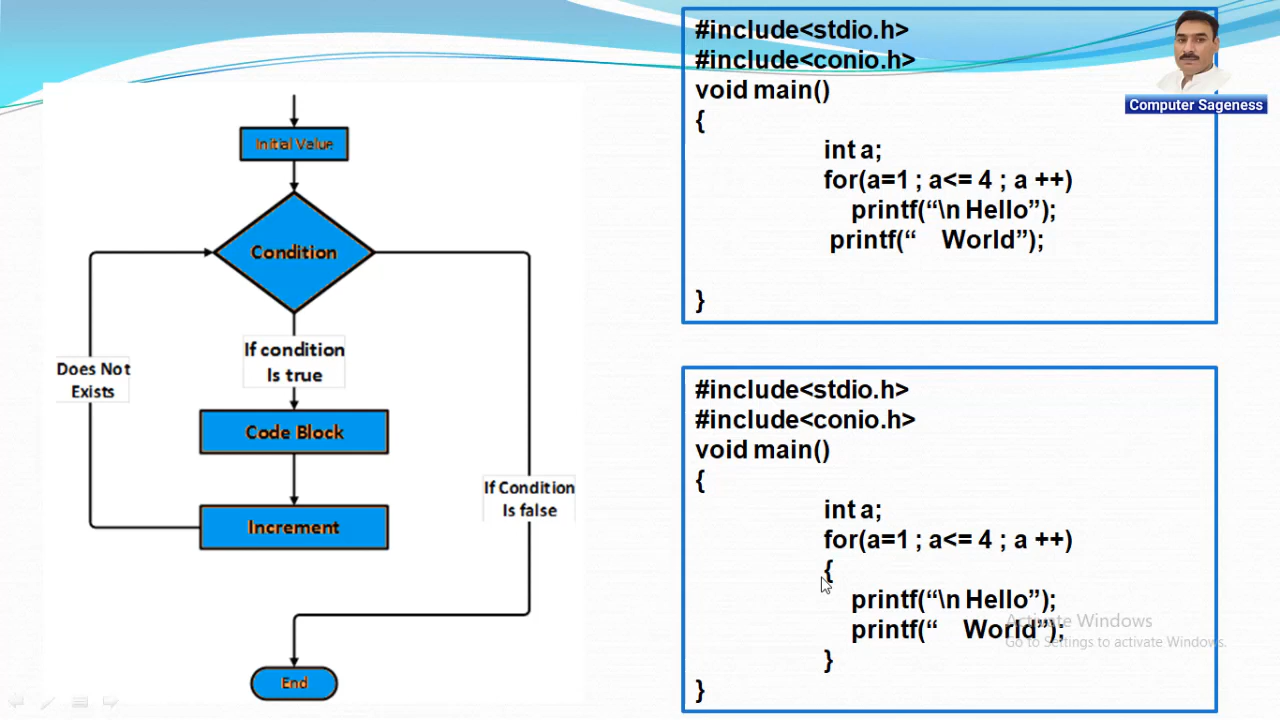 Initial Value
Condition
If condition
Is true
Does Not
Exists
Code Block
If Condition
Is false
Increment
End
#include<stdio.h>
#include<conio.h>
void main()
{
int a;
for(a=1 ; a<= 4 ; a ++)
printf(“\n Hello”);
printf(“    World”);
}
Computer Sageness
#include<stdio.h>
#include<conio.h>
void main()
{
int a;
for(a=1 ; a<= 4 ; a ++)
{
printf(“\n Hello”);
printf(“    World”);
}
}
Activate Windows
Go to Settings to activate Windows.